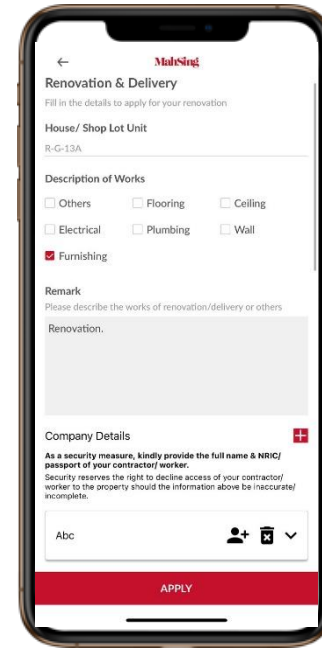 MahSing
Renovation & Delivery
Fill in the details to apply for your renovation
House/ Shop Lot Unit
R-G-13A
Description of Works
Others Flooring Ceiling
Electrical Plumbing Wall
Furnishing
Remark
Please describe the works of renovation/delivery or others
Renovation.
Company Details
As a security measure, kindly provide the full name & NRIC/
passport of your contractor/ worker.
Security reserves the right to decline access of your contractor/
worker to the property should the information above be inaccurate/
incomplete.
Abc
APPLY